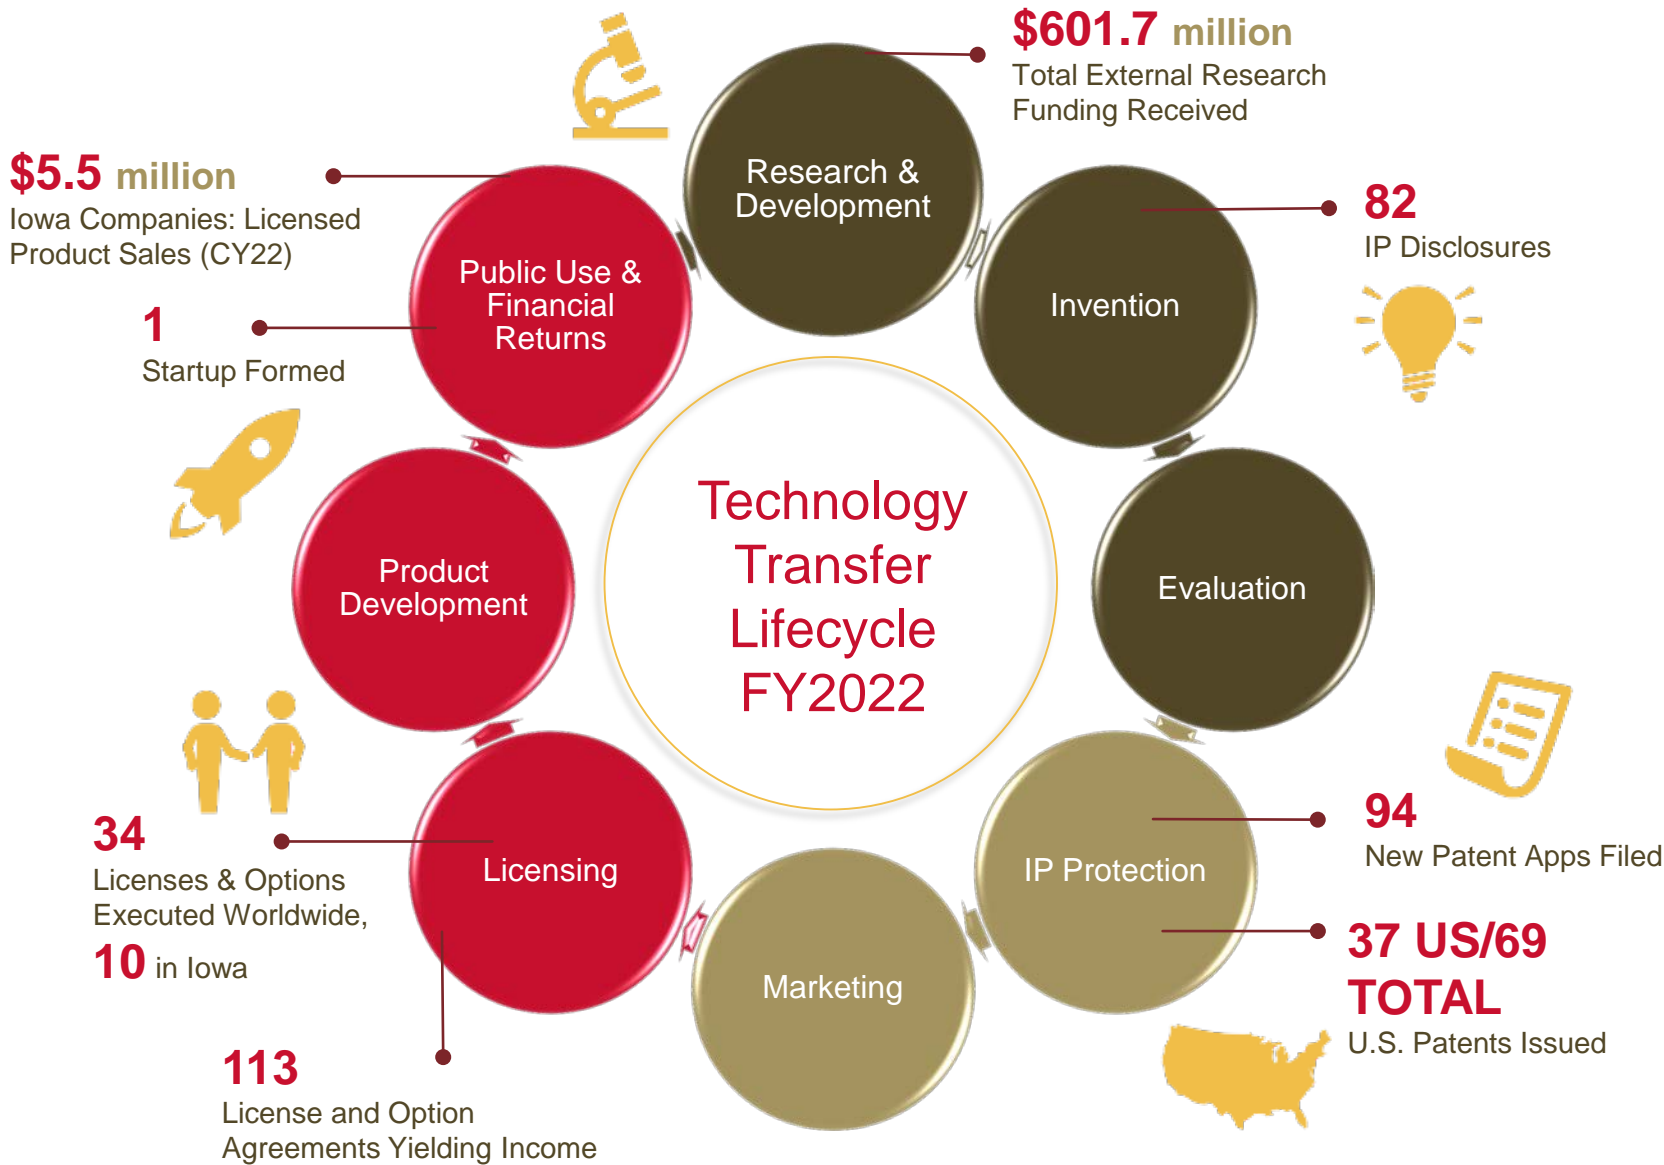 $601.7 million
Total External Research
Funding Received
Research &
Development
82
IP Disclosures
Invention
Evaluation
94
New Patent Apps Filed
IP Protection
37 US/69
TOTAL
U.S. Patents Issued
Marketing
Licensing
34
Licenses & Options
Executed Worldwide,
10 in Iowa
113
License and Option
Agreements Yielding Income
Product
Development
Public Use &
Financial
Returns
$5.5 million
Iowa Companies: Licensed
Product Sales (CY22)
1
Startup Formed
Technology
Transfer
Lifecycle
FY2022